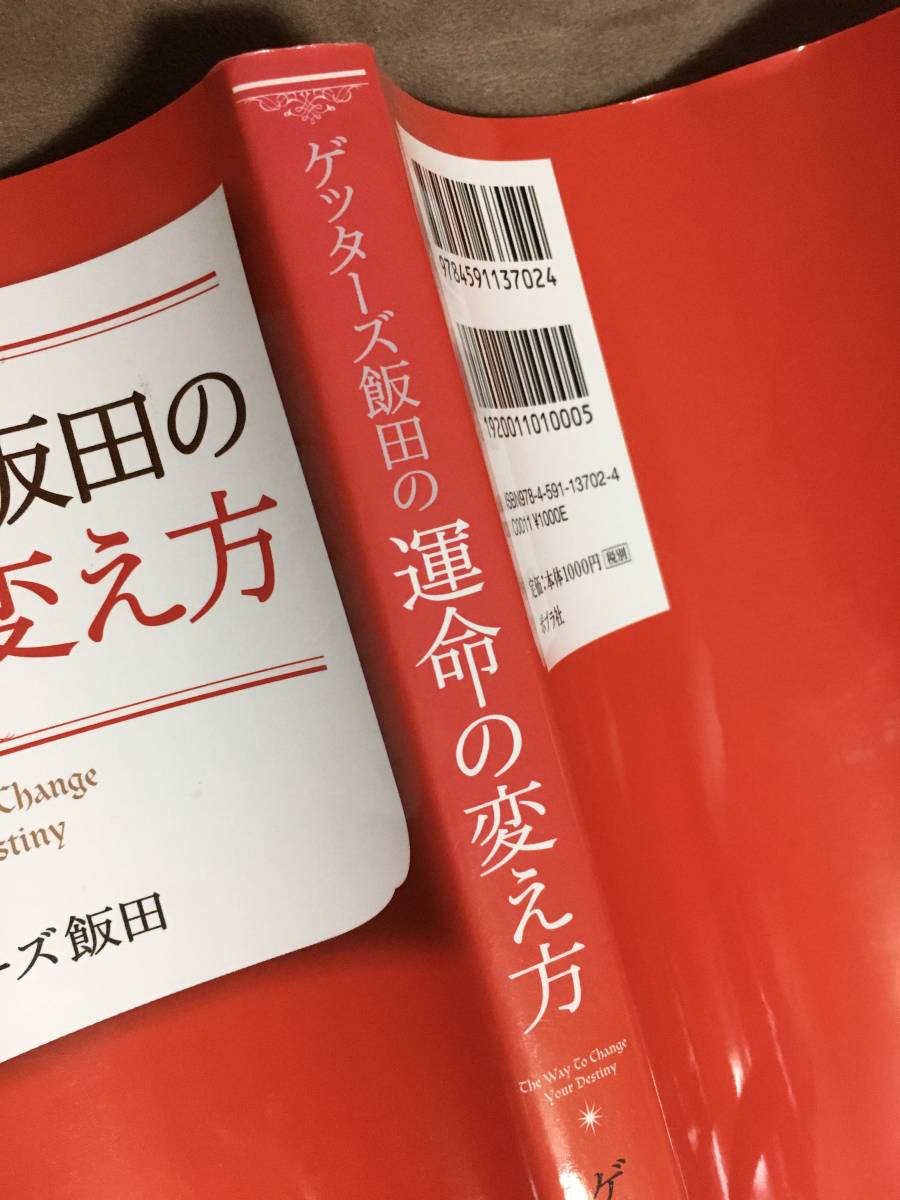 飯田の
変え方
Change
stiny
ーズ飯田
ゲッターズ飯田の運命の変え方
The Way To Change
Your Destiny
ゲ
9784591137024
1920011010005
ISBN978-4-591-13702-4
C0011 ¥1000E
定価:本体1000円 税別
ポプラ社